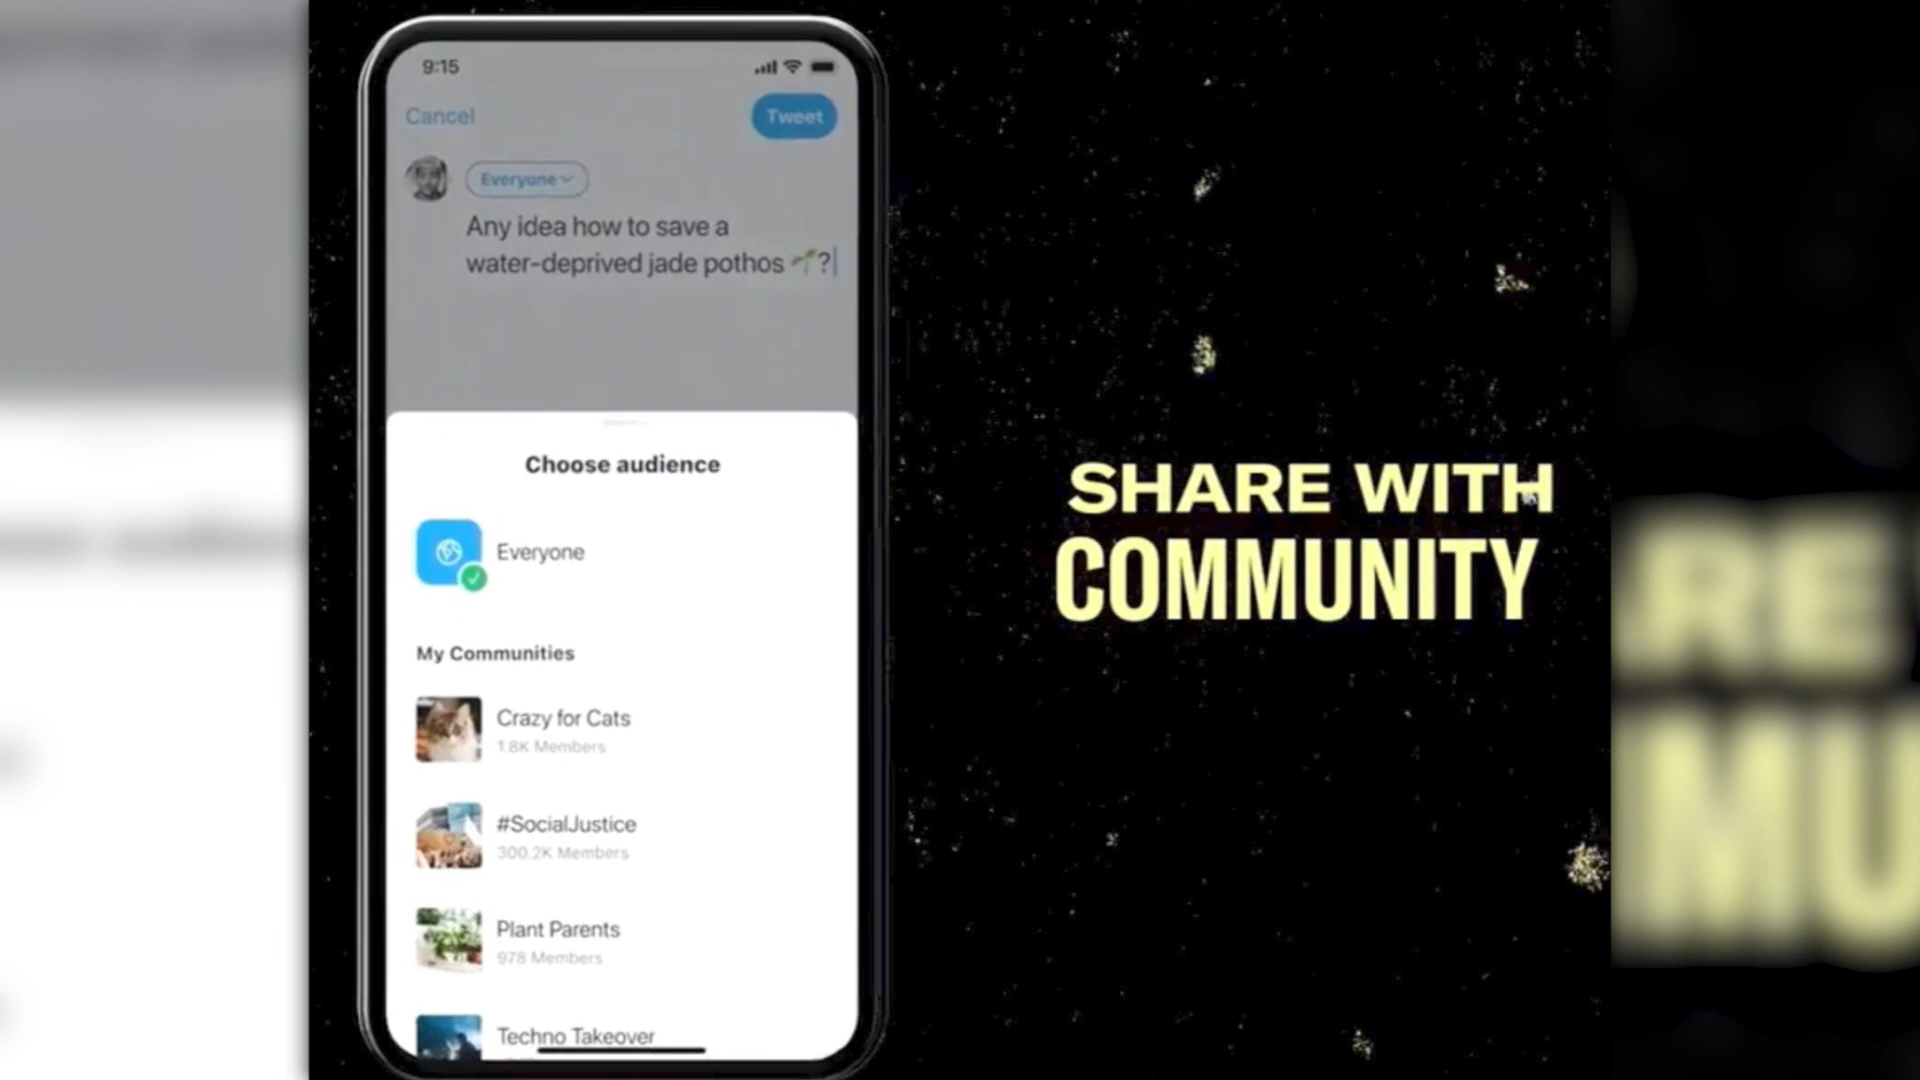 9:15
Cancel
Tweet
Everyone
Any idea how to save a
water-deprived jade pothos 🌱?
Choose audience
Everyone
My Communities
Crazy for Cats
1.8K Members
#SocialJustice
300.2K Members
Plant Parents
978 Members
Techno Takeover
SHARE WITH
COMMUNITY